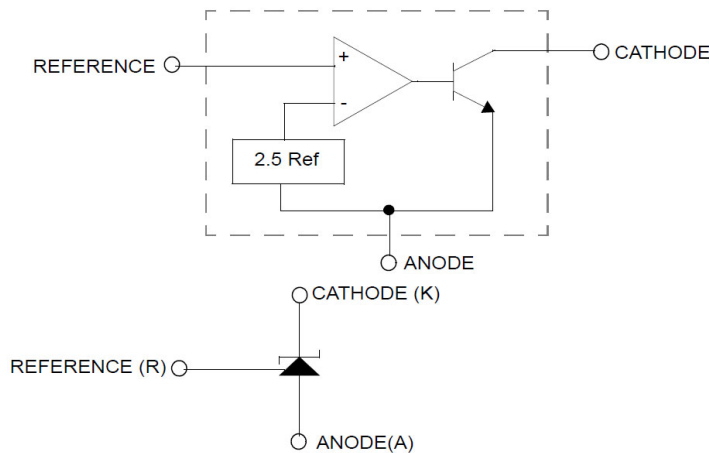 REFERENCE
+
-
CATHODE
2.5 Ref
ANODE
CATHODE (K)
REFERENCE (R)
ANODE(A)